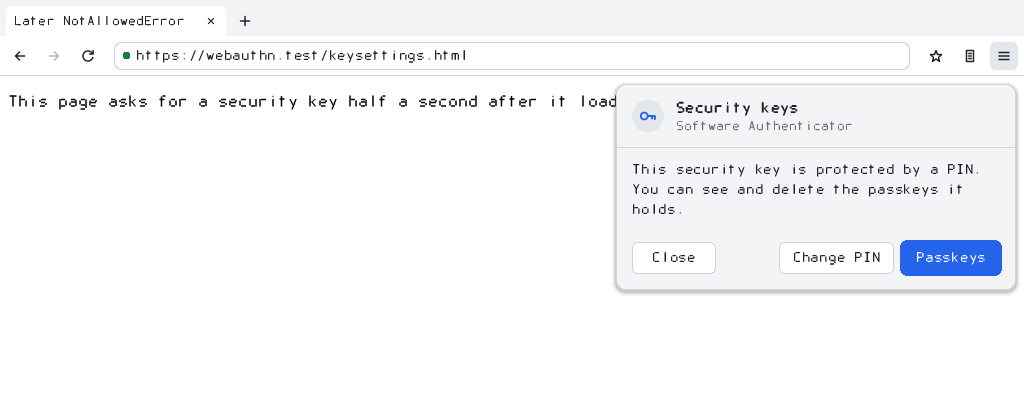 Later NotAllowedError
https://webauthn.test/keysettings.html
This page asks for a security key half a second after it load
Security keys
Software Authenticator
This security key is protected by a PIN.
You can see and delete the passkeys it
holds.
Close
Change PIN
Passkeys